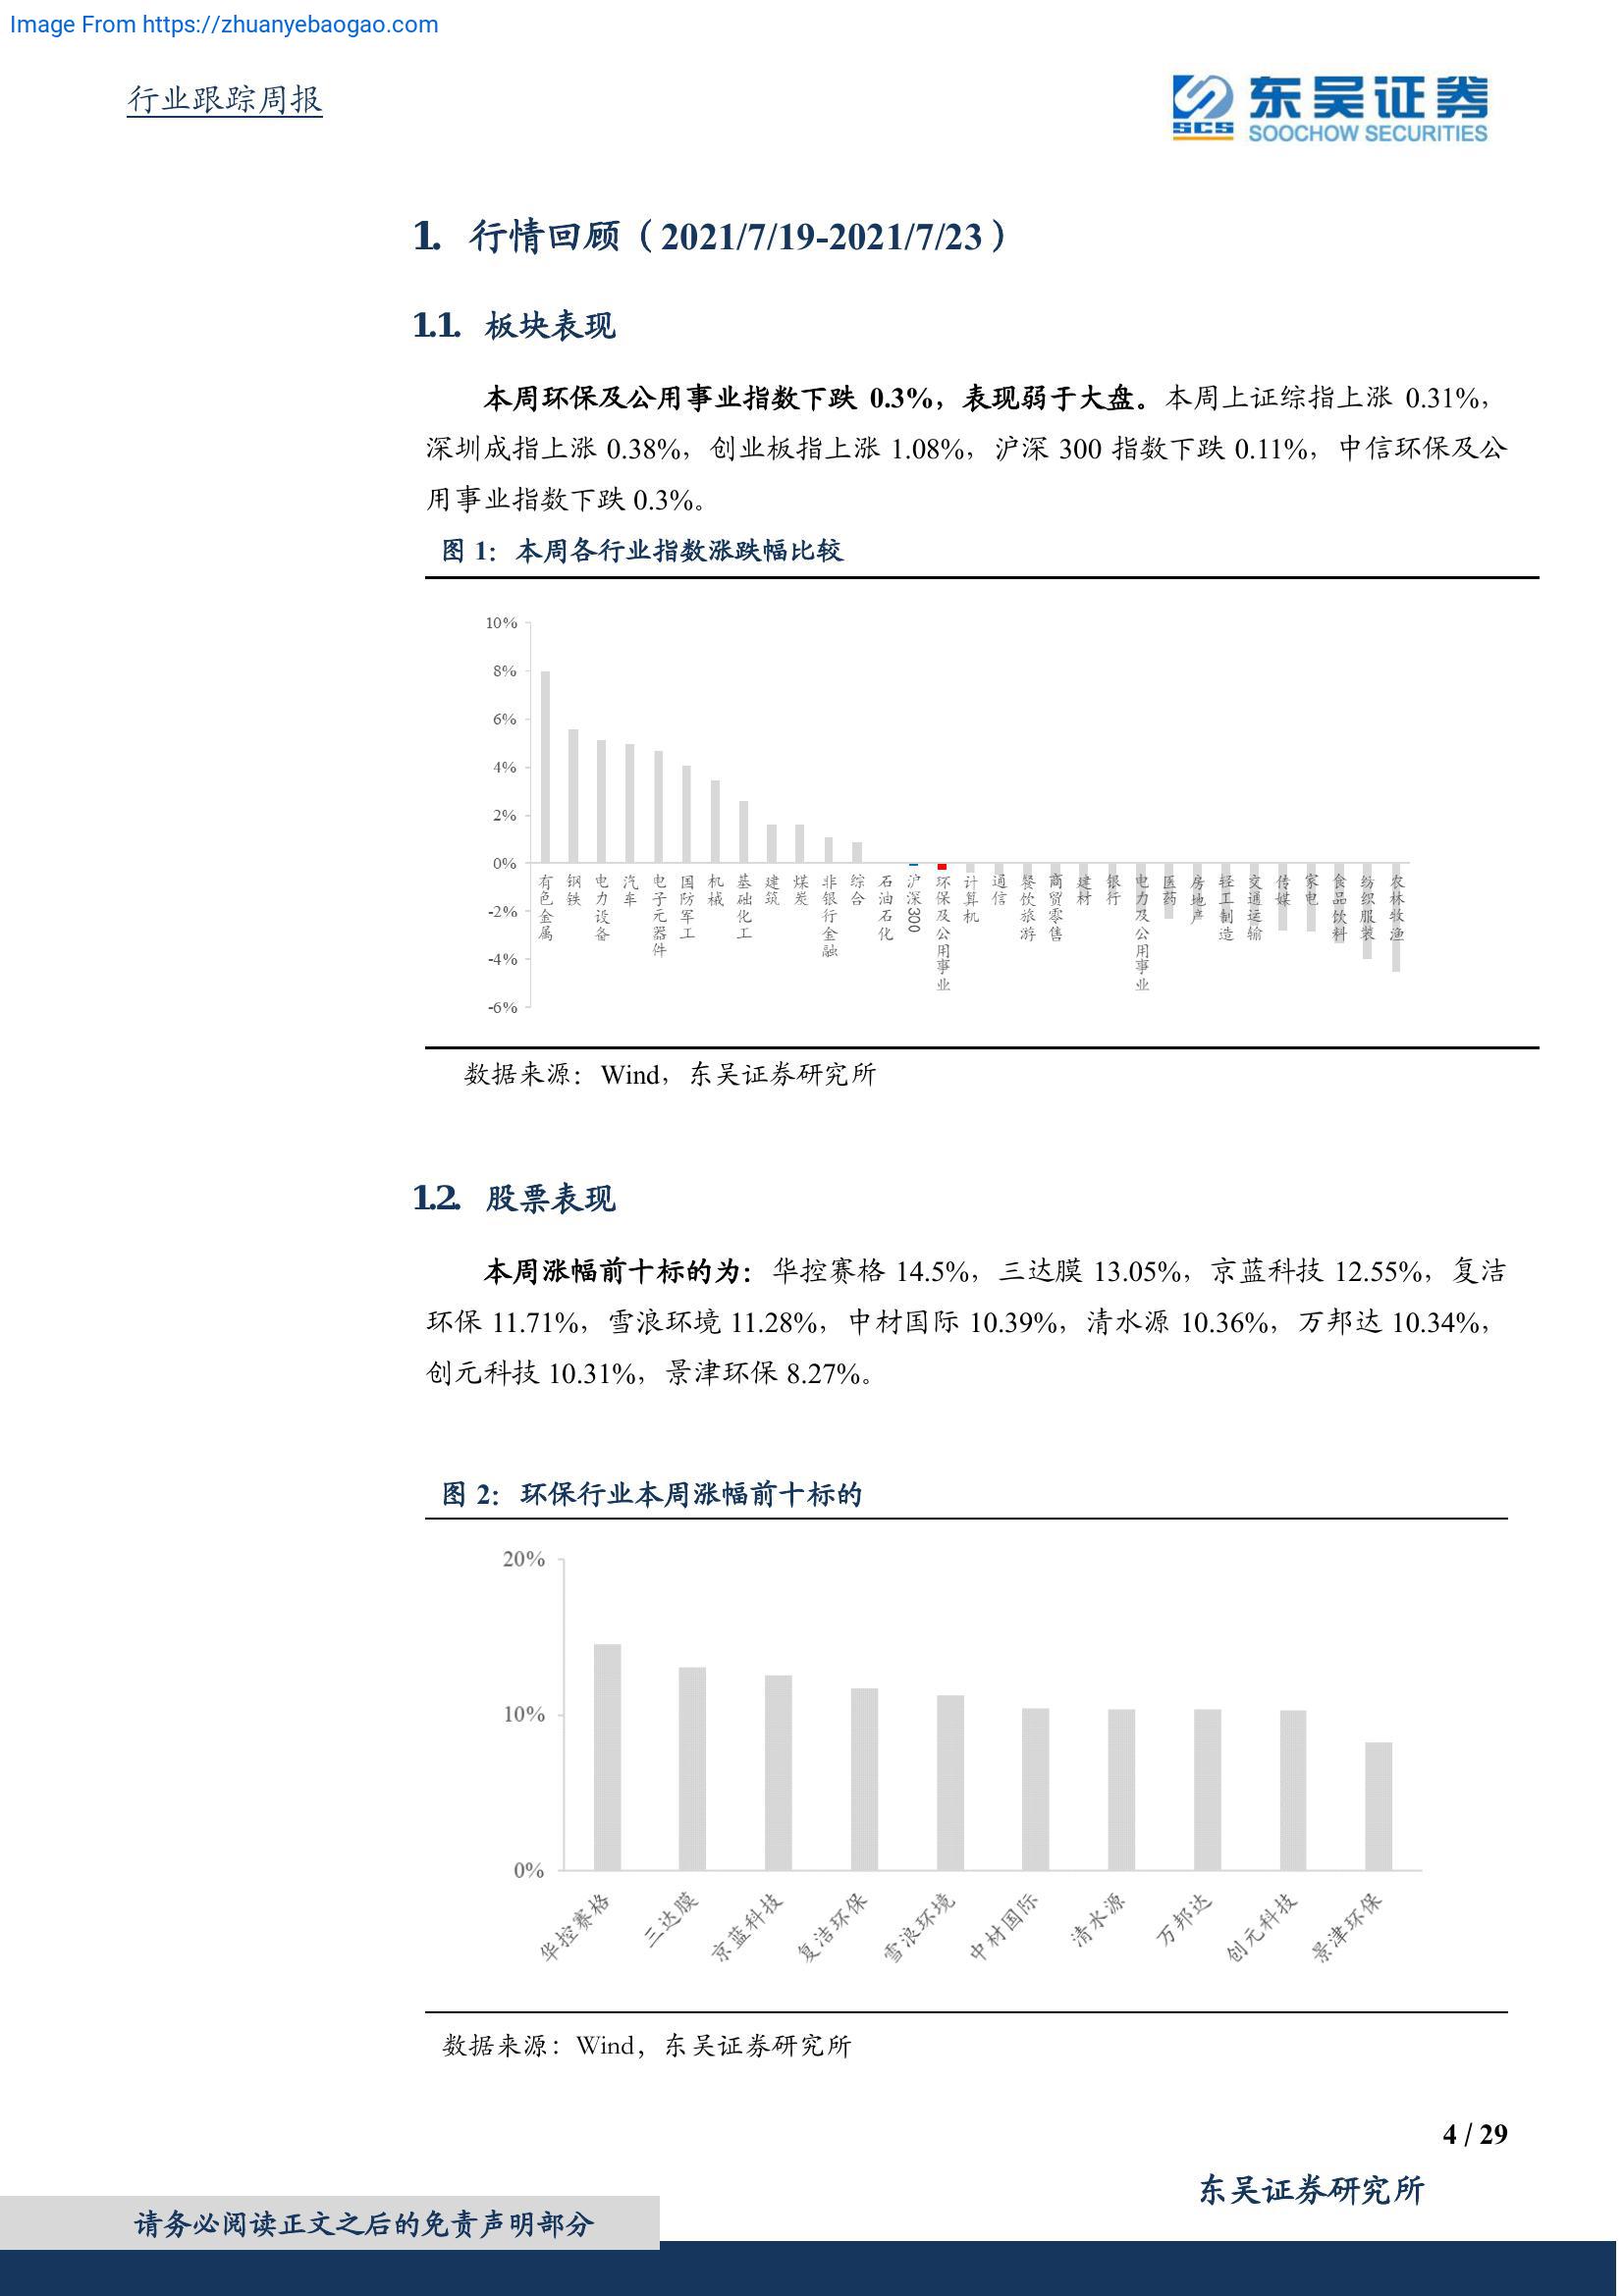 Image From https://zhuanyebaogao.com
行业跟踪周报
SCS
东吴证券
SOOCHOW SECURITIES
1. 行情回顾（2021/7/19-2021/7/23）
1.1. 板块表现
本周环保及公用事业指数下跌 0.3%，表现弱于大盘。本周上证综指上涨 0.31%，
深圳成指上涨 0.38%，创业板指上涨 1.08%，沪深 300 指数下跌 0.11%，中信环保及公
用事业指数下跌 0.3%。
图 1：本周各行业指数涨跌幅比较
10%
8%
6%
4%
2%
0%
-2%
-4%
-6%
有色金属
钢铁
电力设备
汽车
电子元器件
国防军工
机械
基础化工
建筑
煤炭
非银行金融
综合
石油石化
沪深300
环保及公用事业
计算机
通信
餐饮旅游
商贸零售
建材
银行
电力及公用事业
医药
房地产
轻工制造
交通运输
传媒
家电
食品饮料
纺织服装
农林牧渔
数据来源：Wind，东吴证券研究所
1.2. 股票表现
本周涨幅前十标的为：华控赛格 14.5%，三达膜 13.05%，京蓝科技 12.55%，复洁
环保 11.71%，雪浪环境 11.28%，中材国际 10.39%，清水源 10.36%，万邦达 10.34%，
创元科技 10.31%，景津环保 8.27%。
图 2：环保行业本周涨幅前十标的
20%
10%
0%
华控赛格
三达膜
京蓝科技
复洁环保
雪浪环境
中材国际
清水源
万邦达
创元科技
景津环保
数据来源：Wind，东吴证券研究所
4 / 29
东吴证券研究所
请务必阅读正文之后的免责声明部分